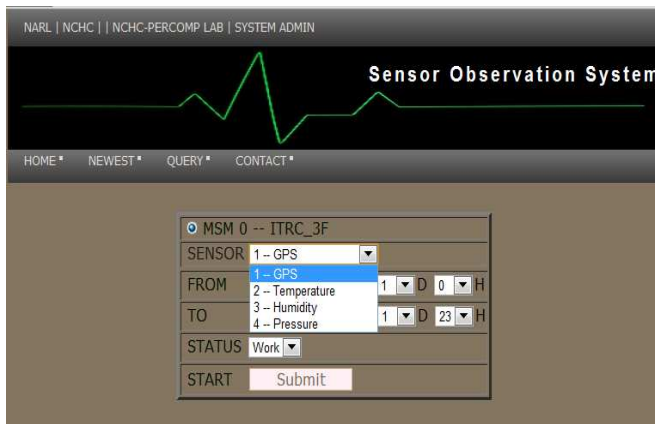 NARL | NCHC | | NCHC-PERCOMP LAB | SYSTEM ADMIN
Sensor Observation System
HOME NEWEST QUERY CONTACT
MSM 0 -- ITRC_3F
SENSOR 1 -- GPS
1 -- GPS
2 -- Temperature
3 -- Humidity
4 -- Pressure
FROM 1 D 0 H
TO 1 D 23 H
STATUS Work
START Submit